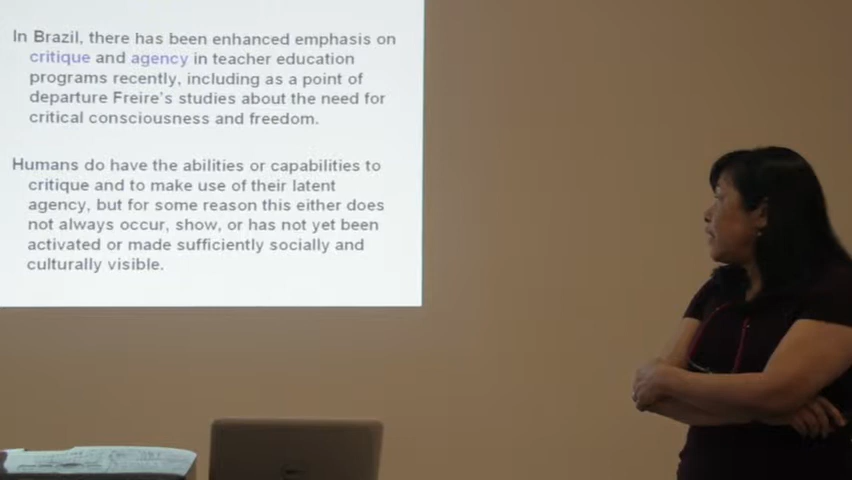 In Brazil, there has been enhanced emphasis on
critique and agency in teacher education
programs recently, including as a point of
departure Freire's studies about the need for
critical consciousness and freedom.
Humans do have the abilities or capabilities to
critique and to make use of their latent
agency, but for some reason this either does
not always occur, show, or has not yet been
activated or made sufficiently socially and
culturally visible.